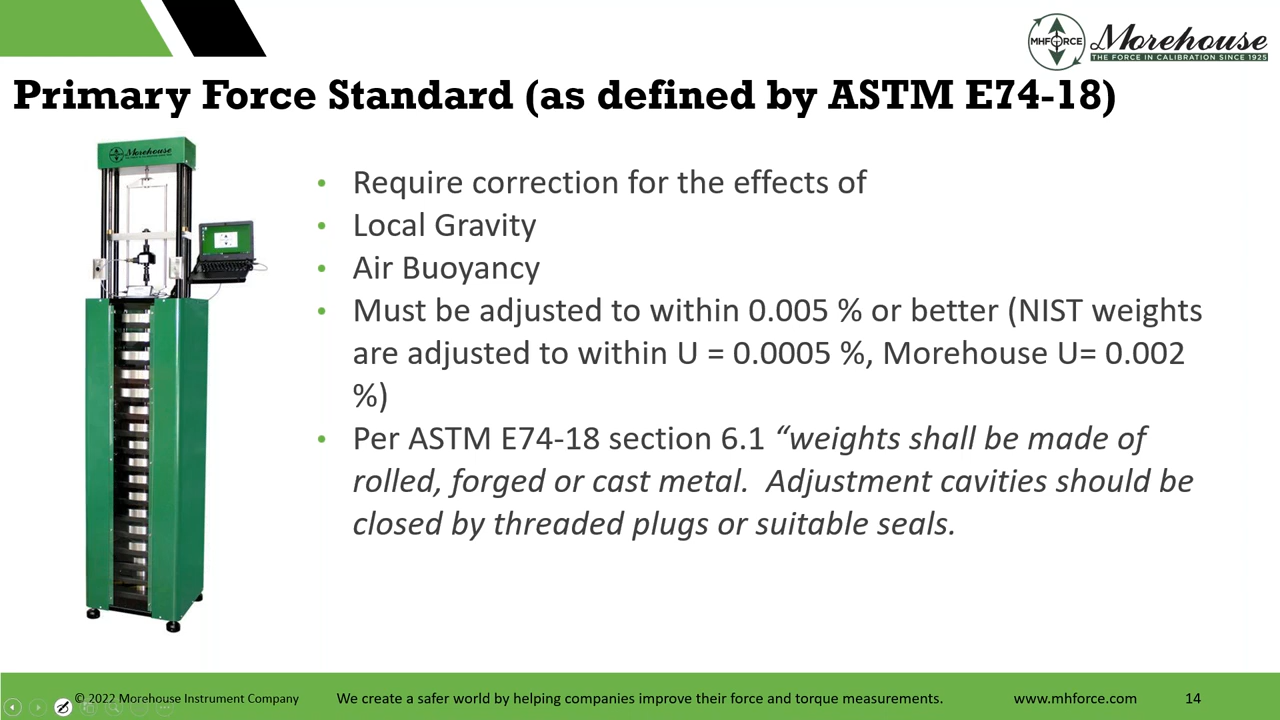 MHFORCE
Morehouse
THE FORCE IN CALIBRATION SINCE 1925
Primary Force Standard (as defined by ASTM E74-18)
Morehouse
• Require correction for the effects of
• Local Gravity
• Air Buoyancy
• Must be adjusted to within 0.005 % or better (NIST weights
are adjusted to within U = 0.0005 %, Morehouse U= 0.002
%)
• Per ASTM E74-18 section 6.1 “weights shall be made of
rolled, forged or cast metal.  Adjustment cavities should be
closed by threaded plugs or suitable seals.
© 2022 Morehouse Instrument Company
We create a safer world by helping companies improve their force and torque measurements.
www.mhforce.com
14